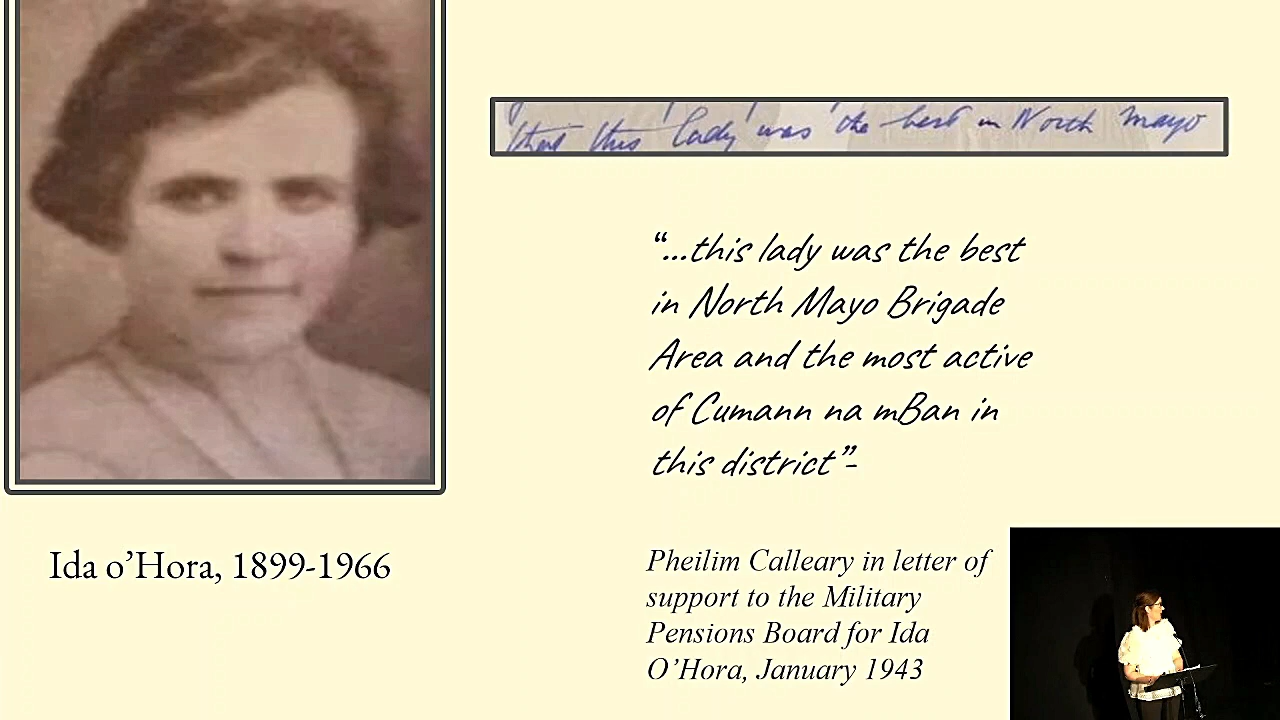 that this lady was the best in North Mayo
“...this lady was the best
in North Mayo Brigade
Area and the most active
of Cumann na mBan in
this district”-
Ida o’Hora, 1899-1966
Pheilim Calleary in letter of
support to the Military
Pensions Board for Ida
O’Hora, January 1943